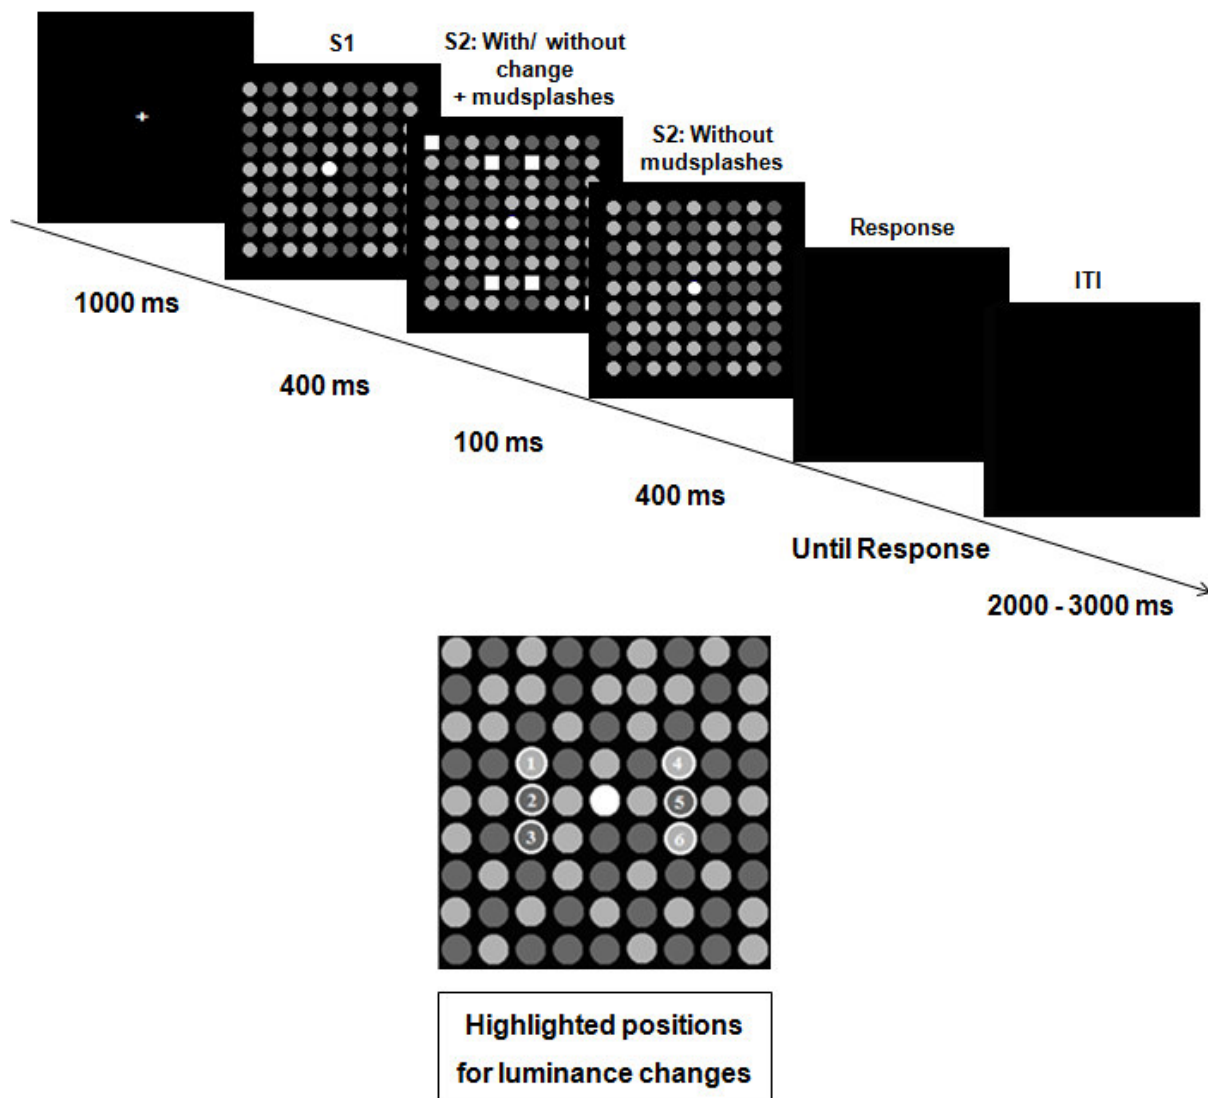 S1
S2: With/ without
change
+ mudsplashes
S2: Without
mudsplashes
Response
ITI
1000 ms
400 ms
100 ms
400 ms
Until Response
2000 - 3000 ms
1
4
2
5
3
6
Highlighted positions
for luminance changes